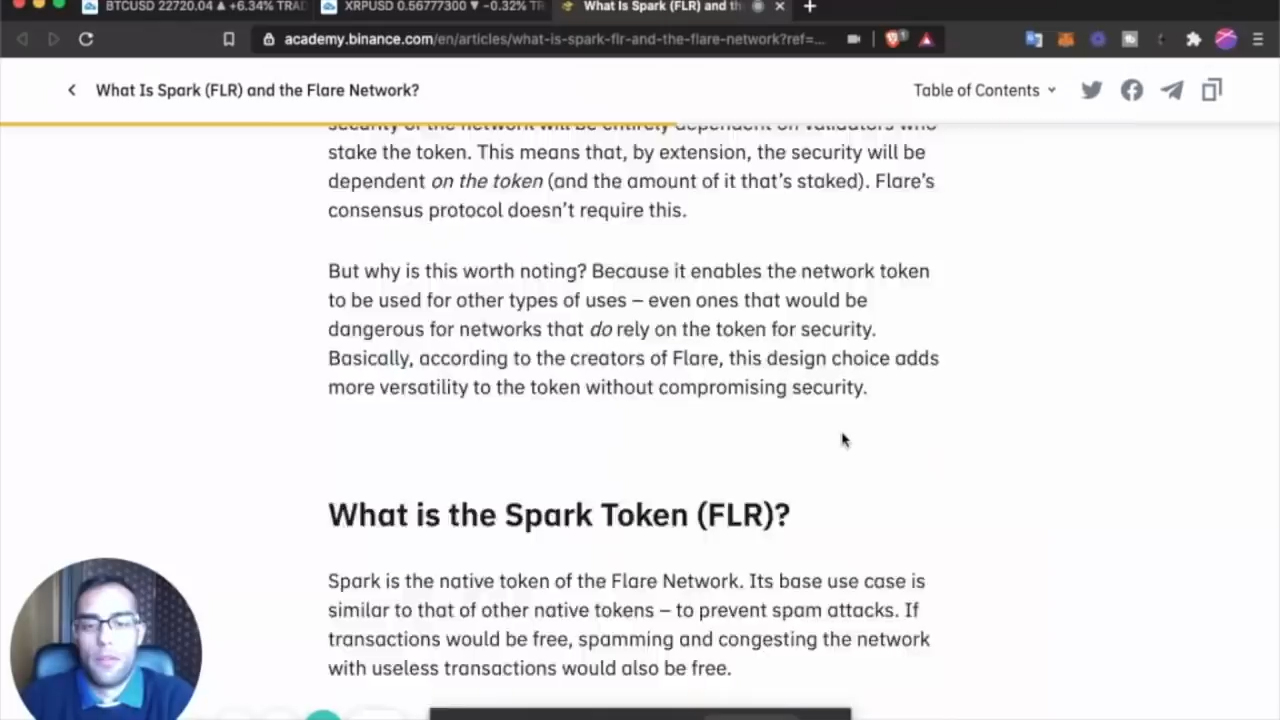 BTCUSD 22720.04 ▲ +6.34% TRA
XRPUSD 0.56777300 ▼ −0.32% TR
What Is Spark (FLR) and th
academy.binance.com/en/articles/what-is-spark-flr-and-the-flare-network?ref=...
1
What Is Spark (FLR) and the Flare Network?
Table of Contents
security of the network will be entirely dependent on validators who
stake the token. This means that, by extension, the security will be
dependent on the token (and the amount of it that's staked). Flare's
consensus protocol doesn't require this.
But why is this worth noting? Because it enables the network token
to be used for other types of uses – even ones that would be
dangerous for networks that do rely on the token for security.
Basically, according to the creators of Flare, this design choice adds
more versatility to the token without compromising security.
What is the Spark Token (FLR)?
Spark is the native token of the Flare Network. Its base use case is
similar to that of other native tokens – to prevent spam attacks. If
transactions would be free, spamming and congesting the network
with useless transactions would also be free.